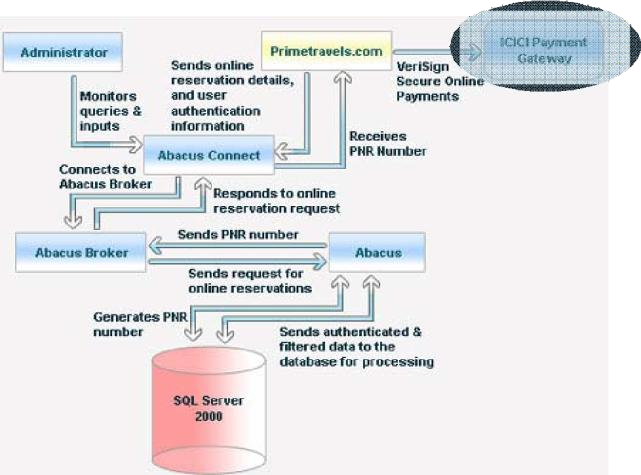 Administrator
Primetravels.com
ICICI Payment
Gateway
Sends online
reservation details,
and user
authentication
information
VeriSign
Secure Online
Payments
Monitors
queries &
inputs
Receives
PNR Number
Abacus Connect
Connects to
Abacus Broker
Responds to online
reservation request
Sends PNR number
Abacus Broker
Abacus
Sends request for
online reservations
Generates PNR
number
Sends authenticated &
filtered data to the
database for processing
SQL Server
2000